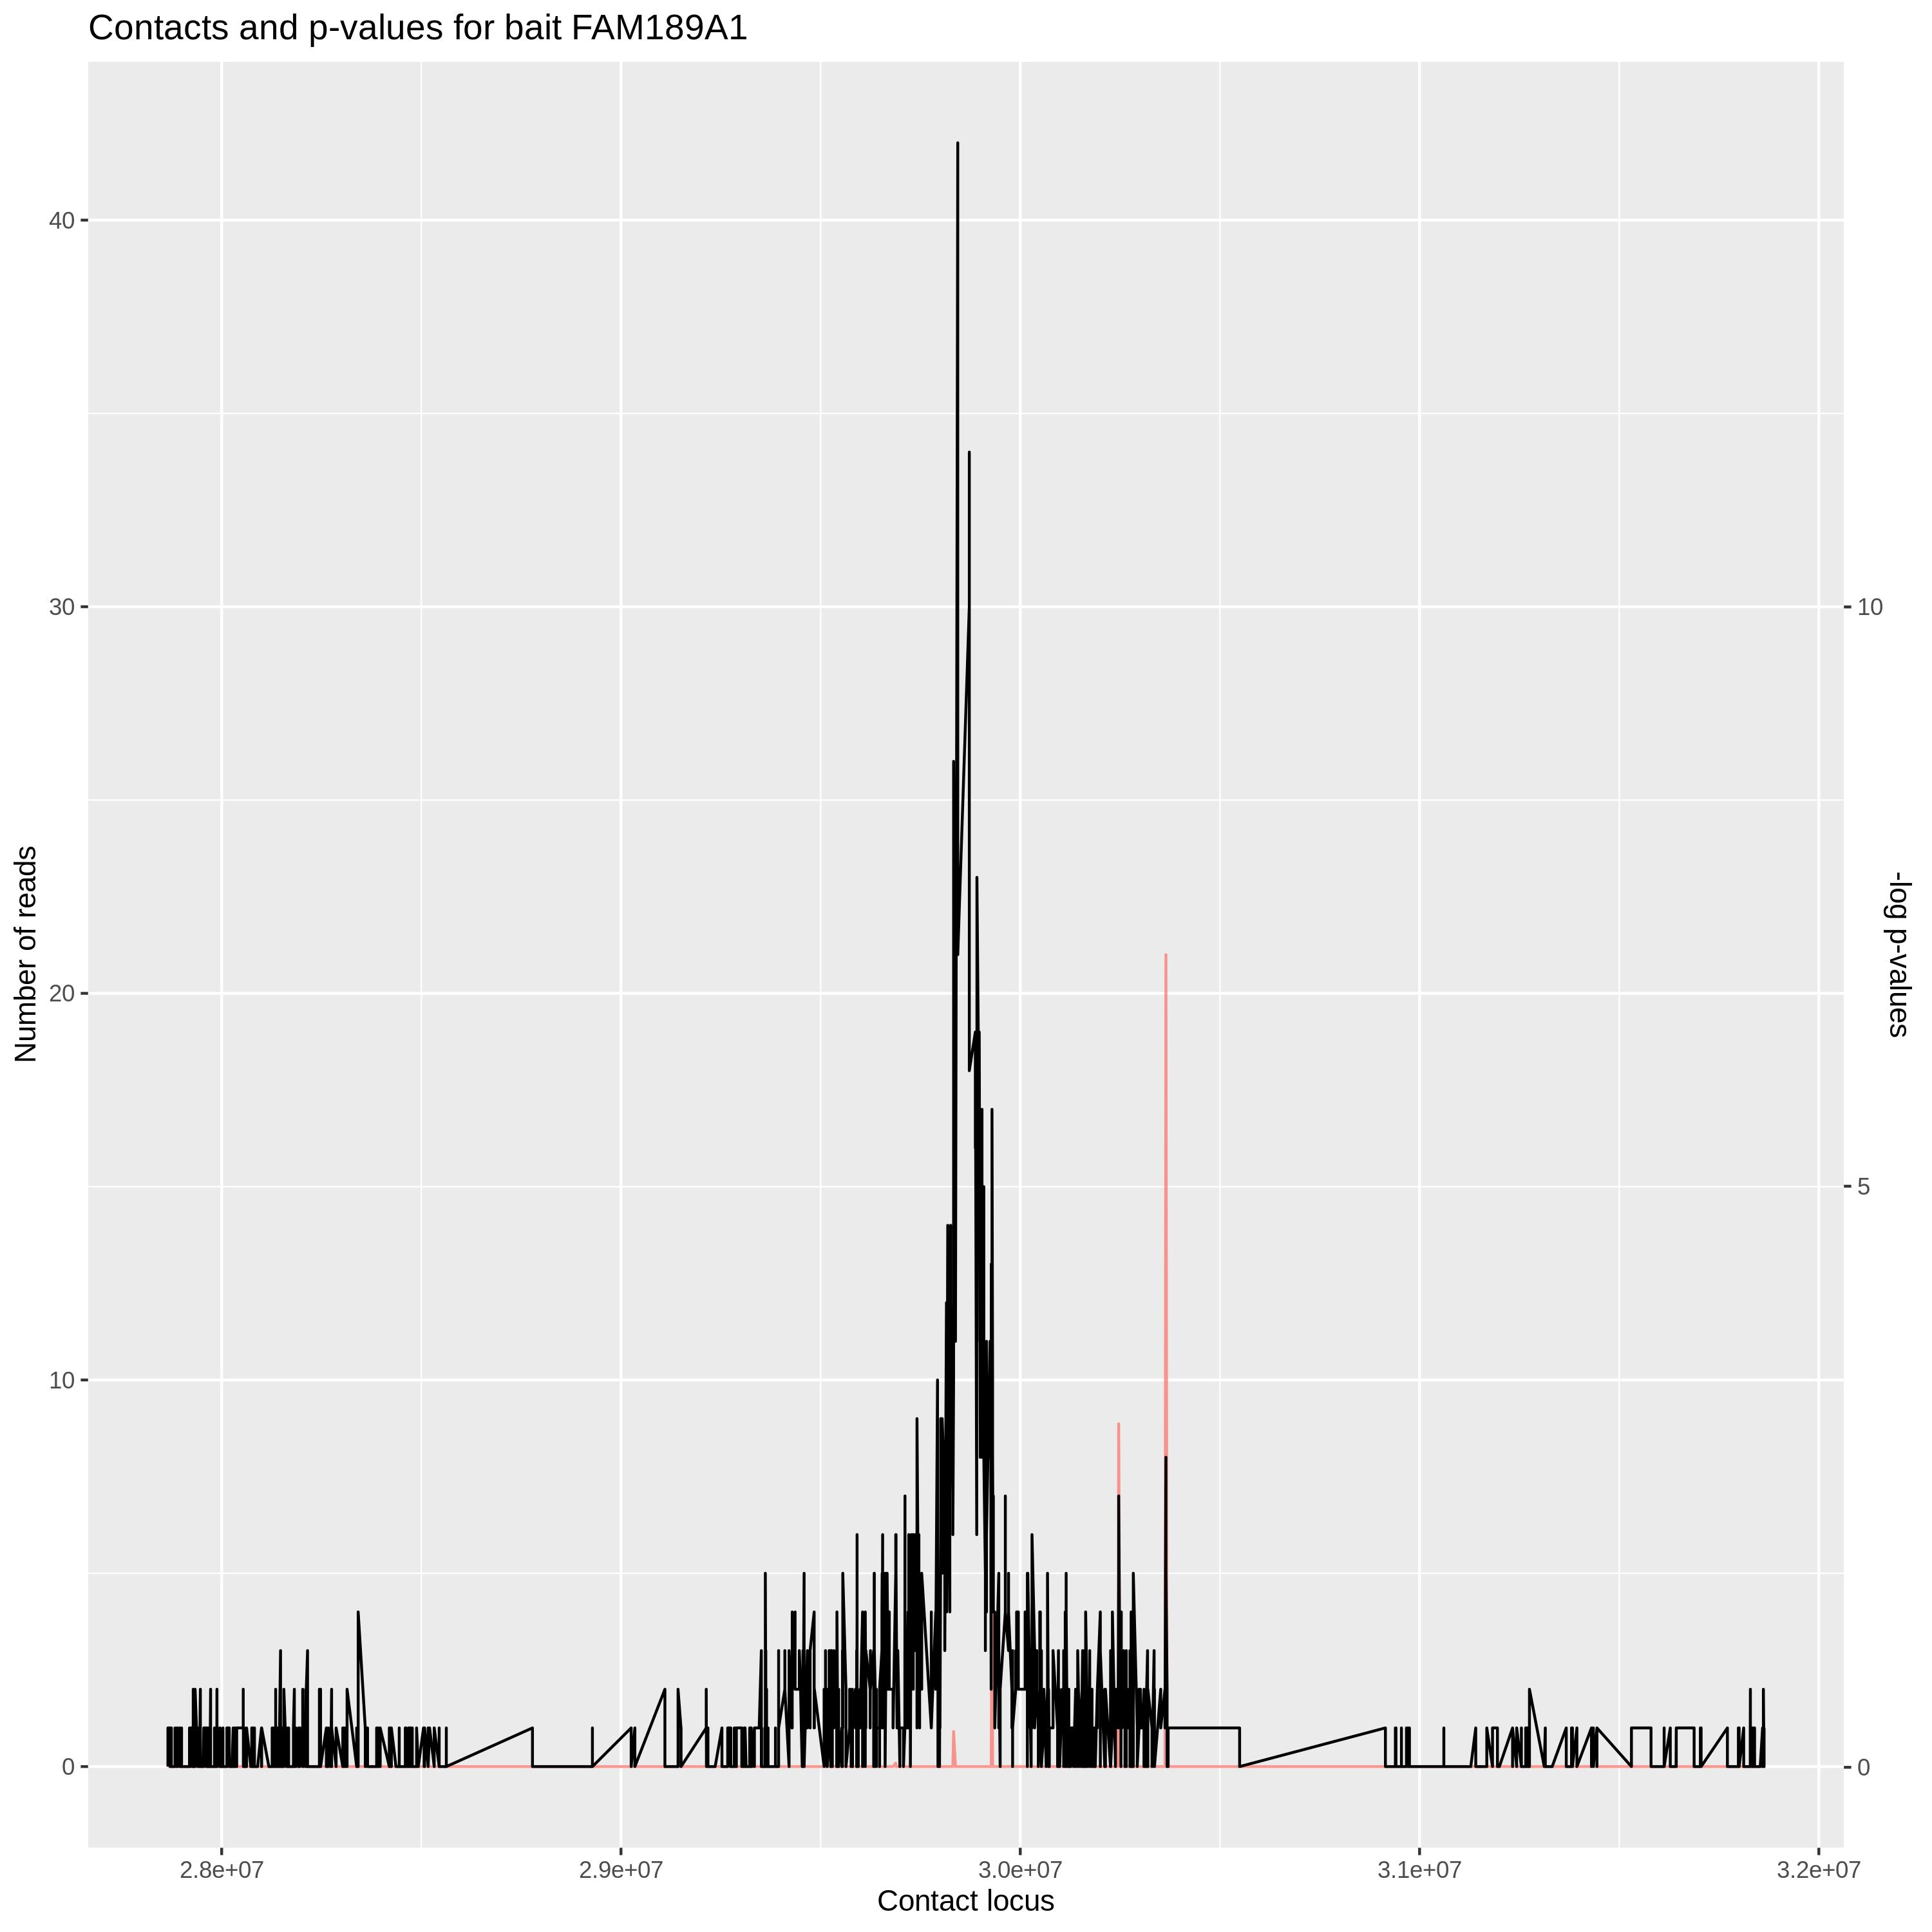 Contacts and p-values for bait FAM189A1
Number of reads
40
30
20
10
0
-log p-values
10
5
0
2.8e+07 2.9e+07 3.0e+07 3.1e+07 3.2e+07
Contact locus